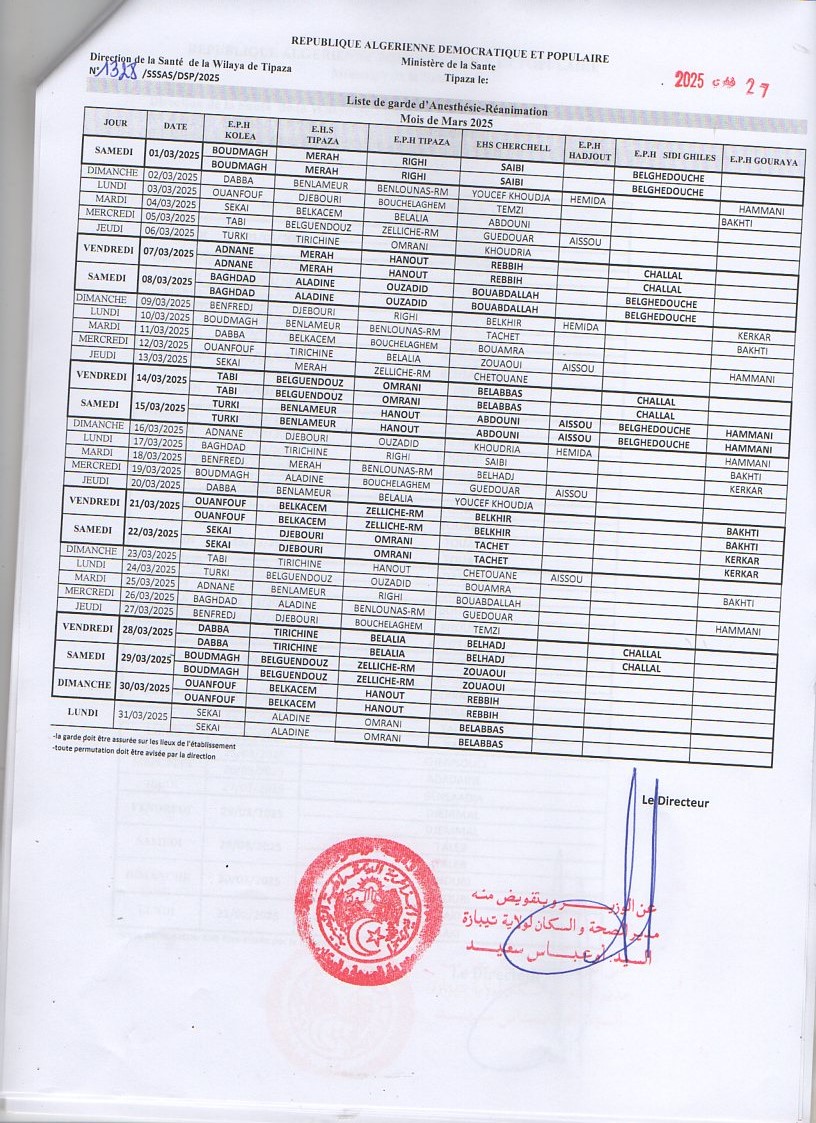 REPUBLIQUE ALGERIENNE DEMOCRATIQUE ET POPULAIRE
Ministère de la Sante
Direction de la Santé de la Wilaya de Tipaza
Tipaza le:
N° 1328 /SSSAS/DSP/2025
Liste de garde d'Anesthésie-Réanimation
Mois de Mars 2025
JOUR DATE E.P.H KOLEA E.H.S TIPAZA E.P.H TIPAZA EHS CHERCHELL E.P.H HADJOUT E.P.H SIDI GHILES E.P.H GOURAYA
SAMEDI 01/03/2025 BOUDMAGH MERAH RIGHI SAIBI BELGHEDOUCHE
BOUDMAGH MERAH RIGHI SAIBI BELGHEDOUCHE
DIMANCHE 02/03/2025 DABBA BENLAMEUR BENLOUNAS-RM YOUCEF KHOUDJA HEMIDA HAMMANI
LUNDI 03/03/2025 OUANFOUF DJEBOURI BOUCHELAGHEM TEMZI BAKHTI
MARDI 04/03/2025 SEKAI BELKACEM BELALIA ABDOUNI
MERCREDI 05/03/2025 TABI BELGUENDOUZ ZELLICHE-RM GUEDOUAR AISSOU
JEUDI 06/03/2025 TURKI TIRICHINE OMRANI KHOUDRIA
VENDREDI 07/03/2025 ADNANE MERAH HANOUT REBBIH CHALLAL
ADNANE MERAH HANOUT REBBIH CHALLAL
SAMEDI 08/03/2025 BAGHDAD ALADINE OUZADID BOUABDALLAH BELGHEDOUCHE
BAGHDAD ALADINE OUZADID BOUABDALLAH BELGHEDOUCHE
DIMANCHE 09/03/2025 BENFREDJ DJEBOURI RIGHI BELKHIR HEMIDA KERKAR
LUNDI 10/03/2025 BOUDMAGH BENLAMEUR BENLOUNAS-RM TACHET BAKHTI
MARDI 11/03/2025 DABBA BELKACEM BOUCHELAGHEM BOUAMRA
MERCREDI 12/03/2025 OUANFOUF TIRICHINE BELALIA ZOUAOUI AISSOU HAMMANI
JEUDI 13/03/2025 SEKAI MERAH ZELLICHE-RM CHETOUANE
VENDREDI 14/03/2025 TABI BELGUENDOUZ OMRANI BELABBAS CHALLAL
TABI BELGUENDOUZ OMRANI BELABBAS CHALLAL
SAMEDI 15/03/2025 TURKI BENLAMEUR HANOUT ABDOUNI AISSOU BELGHEDOUCHE HAMMANI
TURKI BENLAMEUR HANOUT ABDOUNI AISSOU BELGHEDOUCHE HAMMANI
DIMANCHE 16/03/2025 ADNANE DJEBOURI OUZADID KHOUDRIA HEMIDA HAMMANI
LUNDI 17/03/2025 BAGHDAD TIRICHINE RIGHI SAIBI BAKHTI
MARDI 18/03/2025 BENFREDJ MERAH BENLOUNAS-RM BELHADJ KERKAR
MERCREDI 19/03/2025 BOUDMAGH ALADINE BOUCHELAGHEM GUEDOUAR AISSOU
JEUDI 20/03/2025 DABBA BENLAMEUR BELALIA YOUCEF KHOUDJA
VENDREDI 21/03/2025 OUANFOUF BELKACEM ZELLICHE-RM BELKHIR BAKHTI
OUANFOUF BELKACEM ZELLICHE-RM BELKHIR BAKHTI
SAMEDI 22/03/2025 SEKAI DJEBOURI OMRANI TACHET KERKAR
SEKAI DJEBOURI OMRANI TACHET KERKAR
DIMANCHE 23/03/2025 TABI TIRICHINE HANOUT CHETOUANE AISSOU
LUNDI 24/03/2025 TURKI BELGUENDOUZ OUZADID BOUAMRA BAKHTI
MARDI 25/03/2025 ADNANE BENLAMEUR RIGHI BOUABDALLAH
MERCREDI 26/03/2025 BAGHDAD ALADINE BENLOUNAS-RM GUEDOUAR HAMMANI
JEUDI 27/03/2025 BENFREDJ DJEBOURI BOUCHELAGHEM TEMZI
VENDREDI 28/03/2025 DABBA TIRICHINE BELALIA BELHADJ CHALLAL
DABBA TIRICHINE BELALIA BELHADJ CHALLAL
SAMEDI 29/03/2025 BOUDMAGH BELGUENDOUZ ZELLICHE-RM ZOUAOUI
BOUDMAGH BELGUENDOUZ ZELLICHE-RM ZOUAOUI
DIMANCHE 30/03/2025 OUANFOUF BELKACEM HANOUT REBBIH
OUANFOUF BELKACEM HANOUT REBBIH
LUNDI 31/03/2025 SEKAI ALADINE OMRANI BELABBAS
SEKAI ALADINE OMRANI BELABBAS
-la garde doit être assurée sur les lieux de l'établissement
-toute permutation doit être avisée par la direction
Le Directeur
عن الوزيـــر وبتفويض منه
مدير الصحة والسكان لولاية تيبازة